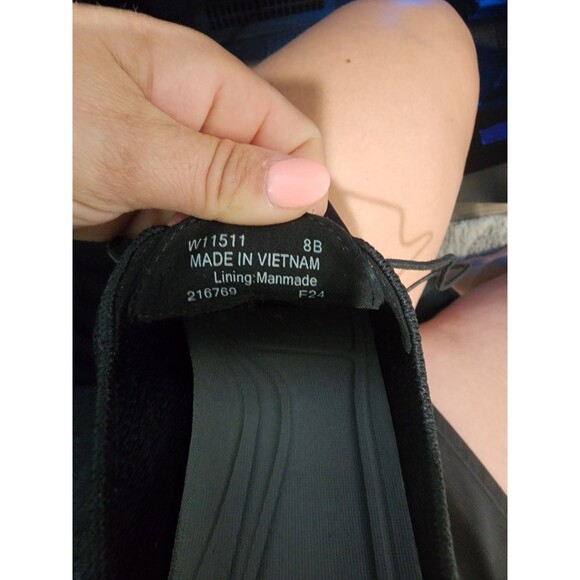 W11511 8B
MADE IN VIETNAM
Lining:Manmade
216769 F24